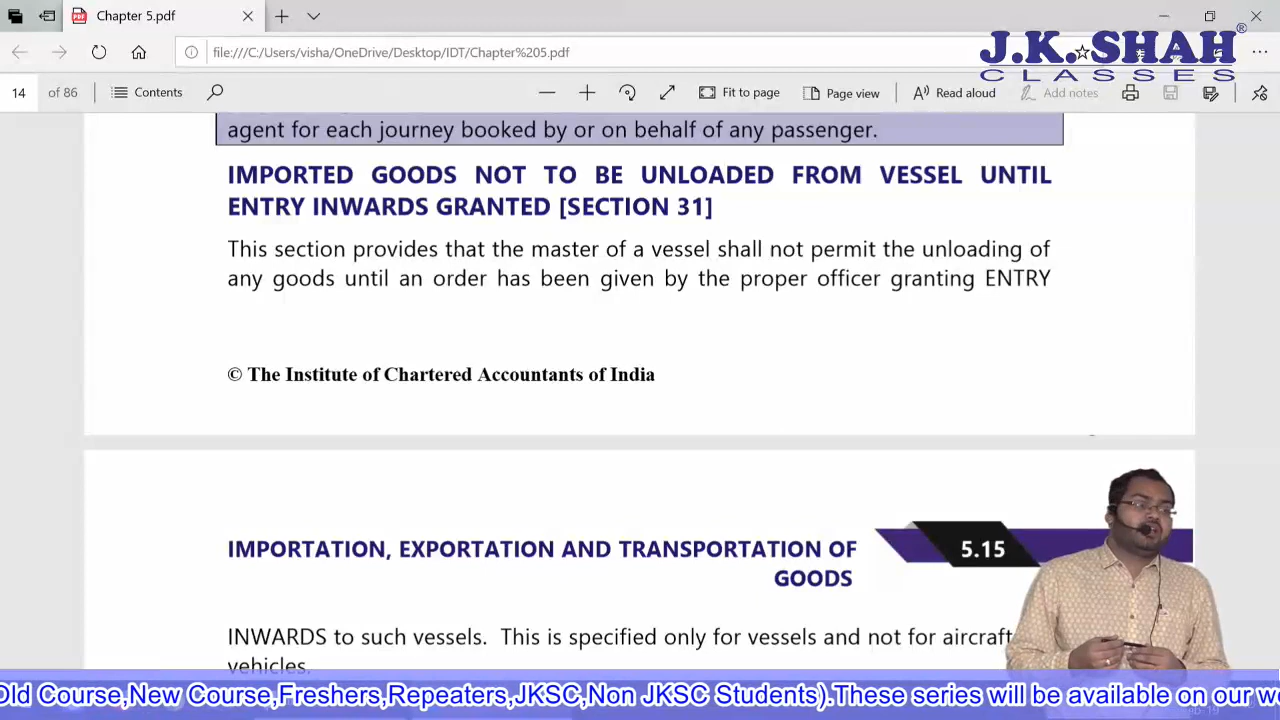 Chapter 5.pdf
file:///C:/Users/visha/OneDrive/Desktop/IDT/Chapter%205.pdf
J.K.SHAH®
CLASSES
14 of 86 Contents Fit to page Page view Read aloud Add notes
agent for each journey booked by or on behalf of any passenger.
IMPORTED GOODS NOT TO BE UNLOADED FROM VESSEL UNTIL
ENTRY INWARDS GRANTED [SECTION 31]
This section provides that the master of a vessel shall not permit the unloading of
any goods until an order has been given by the proper officer granting ENTRY
© The Institute of Chartered Accountants of India
IMPORTATION, EXPORTATION AND TRANSPORTATION OF
GOODS
5.15
INWARDS to such vessels. This is specified only for vessels and not for aircraft
vehicles.
Old Course,New Course,Freshers,Repeaters,JKSC,Non JKSC Students).These series will be available on our we